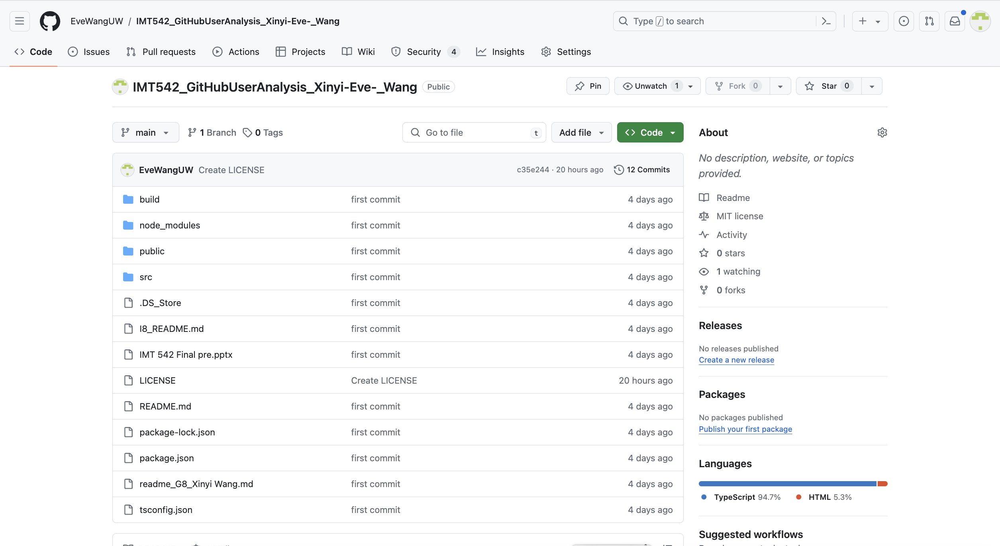 EveWangUW / IMT542_GitHubUserAnalysis_Xinyi-Eve-_Wang
Type / to search
Code Issues Pull requests Actions Projects Wiki Security 4 Insights Settings
IMT542_GitHubUserAnalysis_Xinyi-Eve-_Wang Public
Pin Unwatch 1 Fork 0 Star 0
main 1 Branch 0 Tags Go to file t Add file Code
EveWangUW Create LICENSE c35e244 · 20 hours ago 12 Commits
build first commit 4 days ago
node_modules first commit 4 days ago
public first commit 4 days ago
src first commit 4 days ago
.DS_Store first commit 4 days ago
I8_README.md first commit 4 days ago
IMT 542 Final pre.pptx first commit 4 days ago
LICENSE Create LICENSE 20 hours ago
README.md first commit 4 days ago
package-lock.json first commit 4 days ago
package.json first commit 4 days ago
readme_G8_Xinyi Wang.md first commit 4 days ago
tsconfig.json first commit 4 days ago
About
No description, website, or topics
provided.
Readme
MIT license
Activity
0 stars
1 watching
0 forks
Releases
No releases published
Create a new release
Packages
No packages published
Publish your first package
Languages
TypeScript 94.7% HTML 5.3%
Suggested workflows